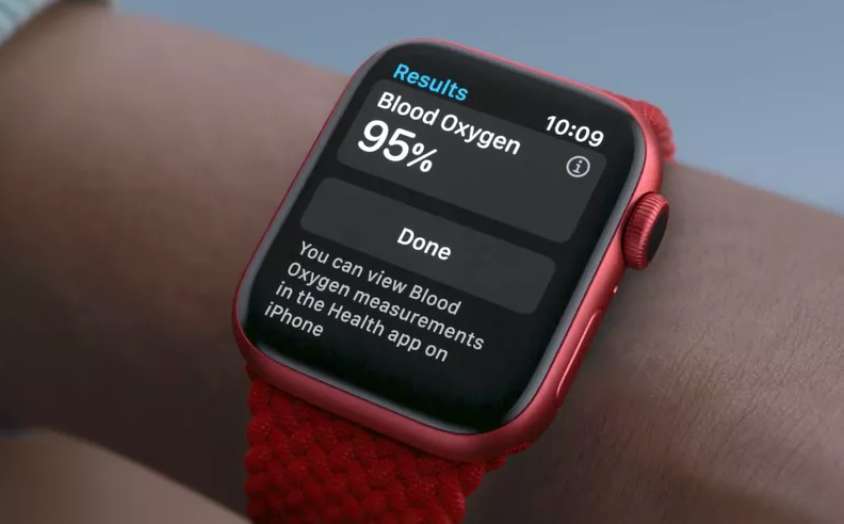 Results
10:09
Blood Oxygen
95%
Done
You can view Blood
Oxygen measurements
in the Health app on
iPhone